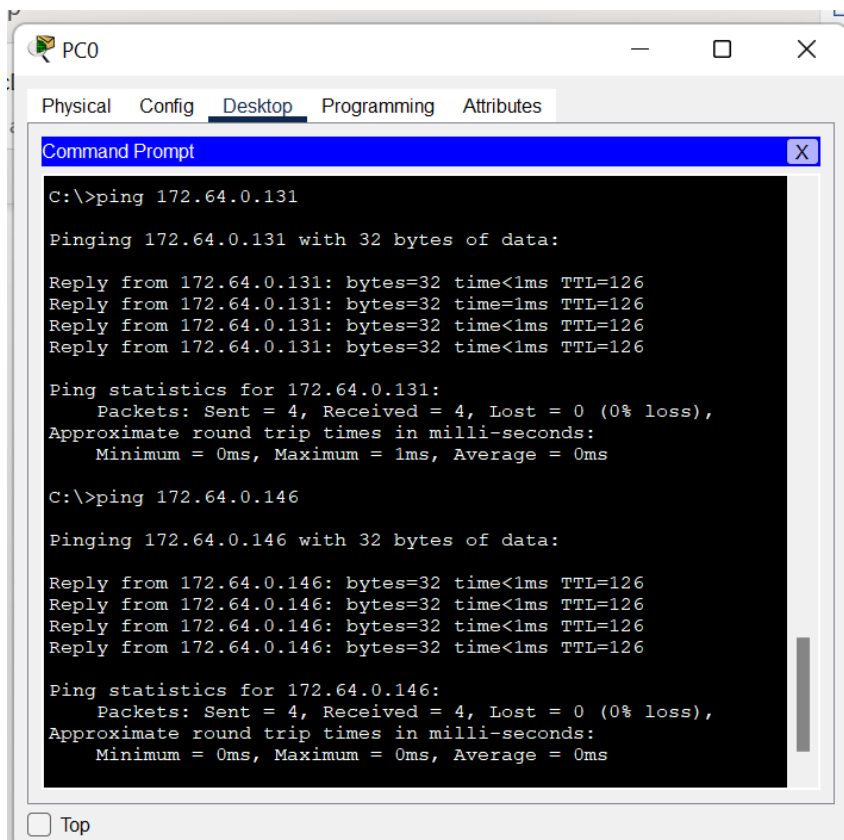 PC0
Physical Config Desktop Programming Attributes
Command Prompt X
C:\>ping 172.64.0.131
Pinging 172.64.0.131 with 32 bytes of data:
Reply from 172.64.0.131: bytes=32 time<1ms TTL=126
Reply from 172.64.0.131: bytes=32 time=1ms TTL=126
Reply from 172.64.0.131: bytes=32 time<1ms TTL=126
Reply from 172.64.0.131: bytes=32 time<1ms TTL=126
Ping statistics for 172.64.0.131:
Packets: Sent = 4, Received = 4, Lost = 0 (0% loss),
Approximate round trip times in milli-seconds:
Minimum = 0ms, Maximum = 1ms, Average = 0ms
C:\>ping 172.64.0.146
Pinging 172.64.0.146 with 32 bytes of data:
Reply from 172.64.0.146: bytes=32 time<1ms TTL=126
Reply from 172.64.0.146: bytes=32 time<1ms TTL=126
Reply from 172.64.0.146: bytes=32 time<1ms TTL=126
Reply from 172.64.0.146: bytes=32 time<1ms TTL=126
Ping statistics for 172.64.0.146:
Packets: Sent = 4, Received = 4, Lost = 0 (0% loss),
Approximate round trip times in milli-seconds:
Minimum = 0ms, Maximum = 0ms, Average = 0ms
Top